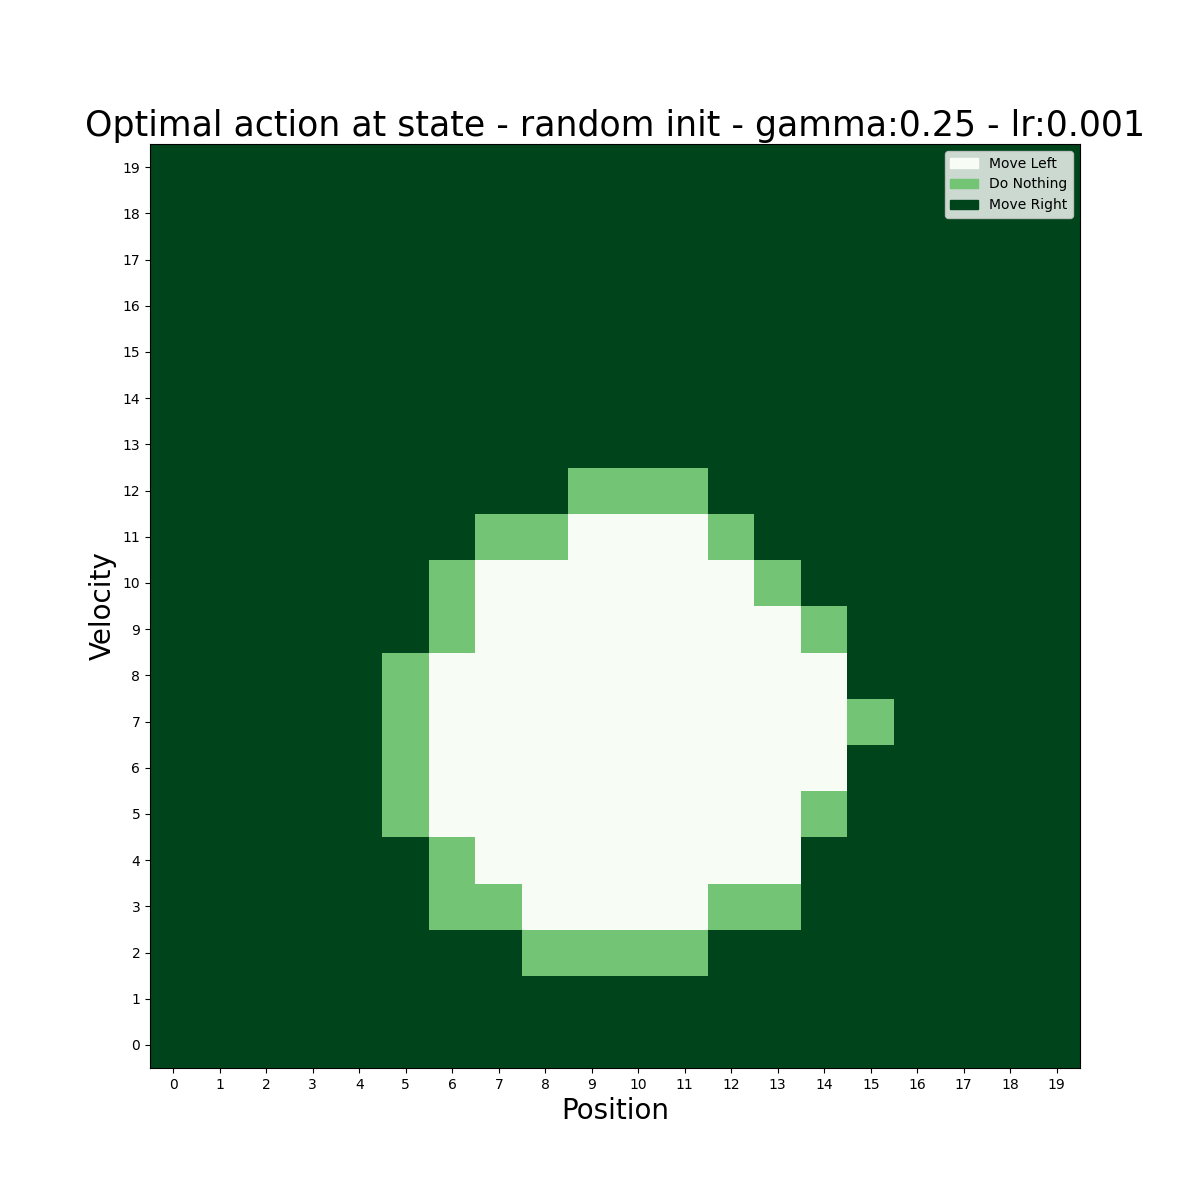 Optimal action at state - random init - gamma:0.25 - lr:0.001
Move Left
Do Nothing
Move Right
19
18
17
16
15
14
13
12
11
10
9
8
7
6
5
4
3
2
1
0
Velocity
0 1 2 3 4 5 6 7 8 9 10 11 12 13 14 15 16 17 18 19
Position